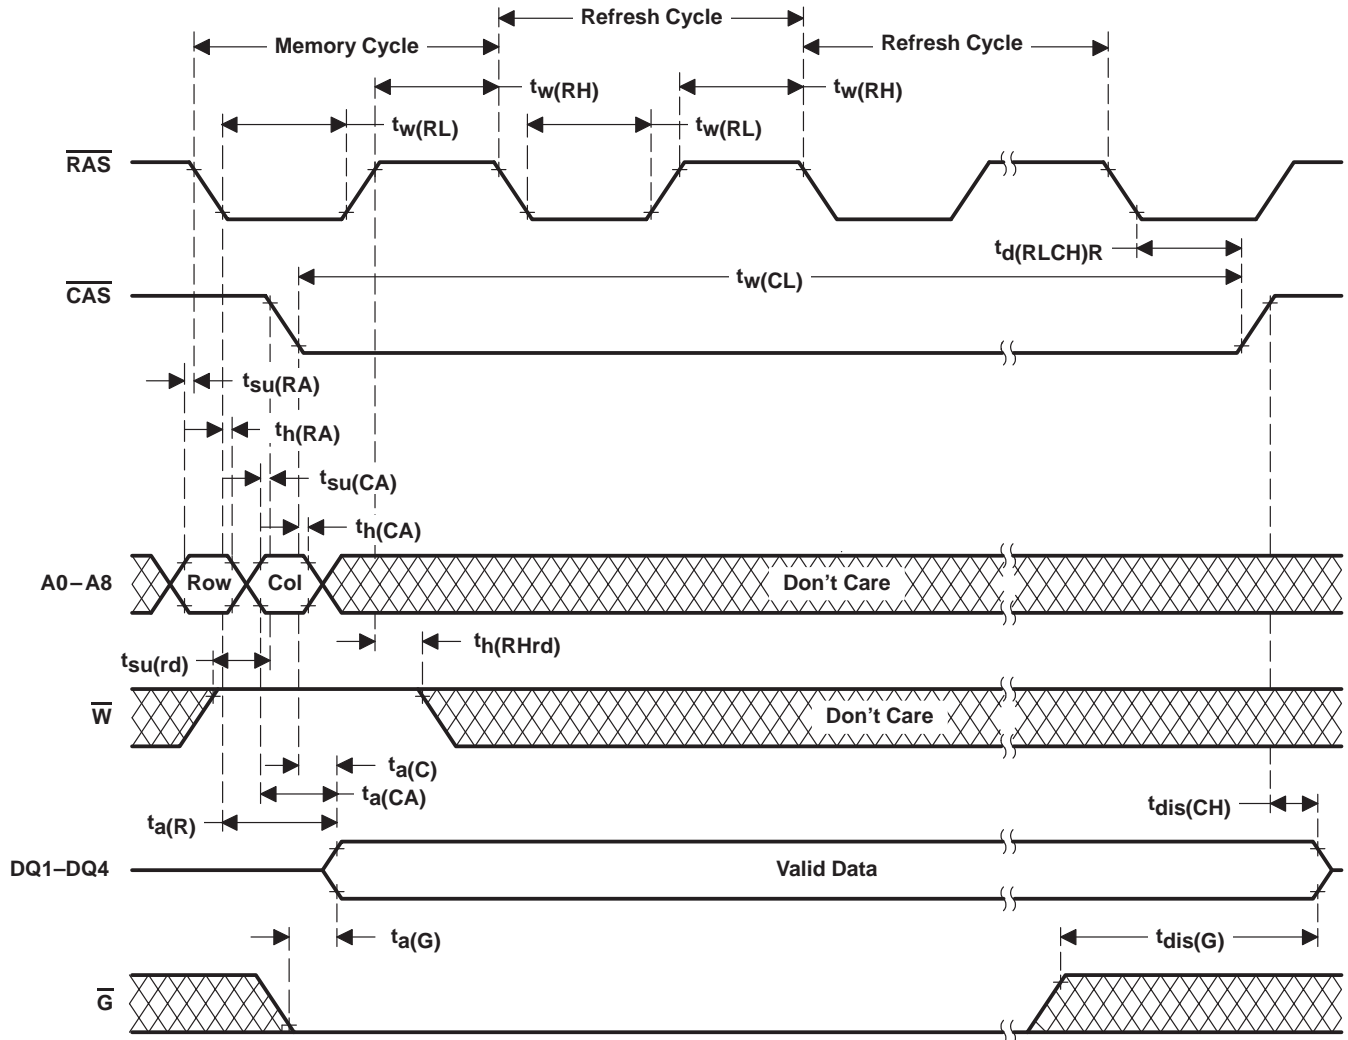 Refresh Cycle
Memory Cycle
Refresh Cycle
tw(RH)
tw(RH)
tw(RL)
tw(RL)
R̅A̅S̅
td(RLCH)R
tw(CL)
C̅A̅S̅
tsu(RA)
th(RA)
tsu(CA)
th(CA)
A0–A8
Row
Col
Don't Care
th(RHrd)
tsu(rd)
W̅
Don't Care
ta(C)
ta(CA)
tdis(CH)
ta(R)
DQ1–DQ4
Valid Data
ta(G)
tdis(G)
G̅